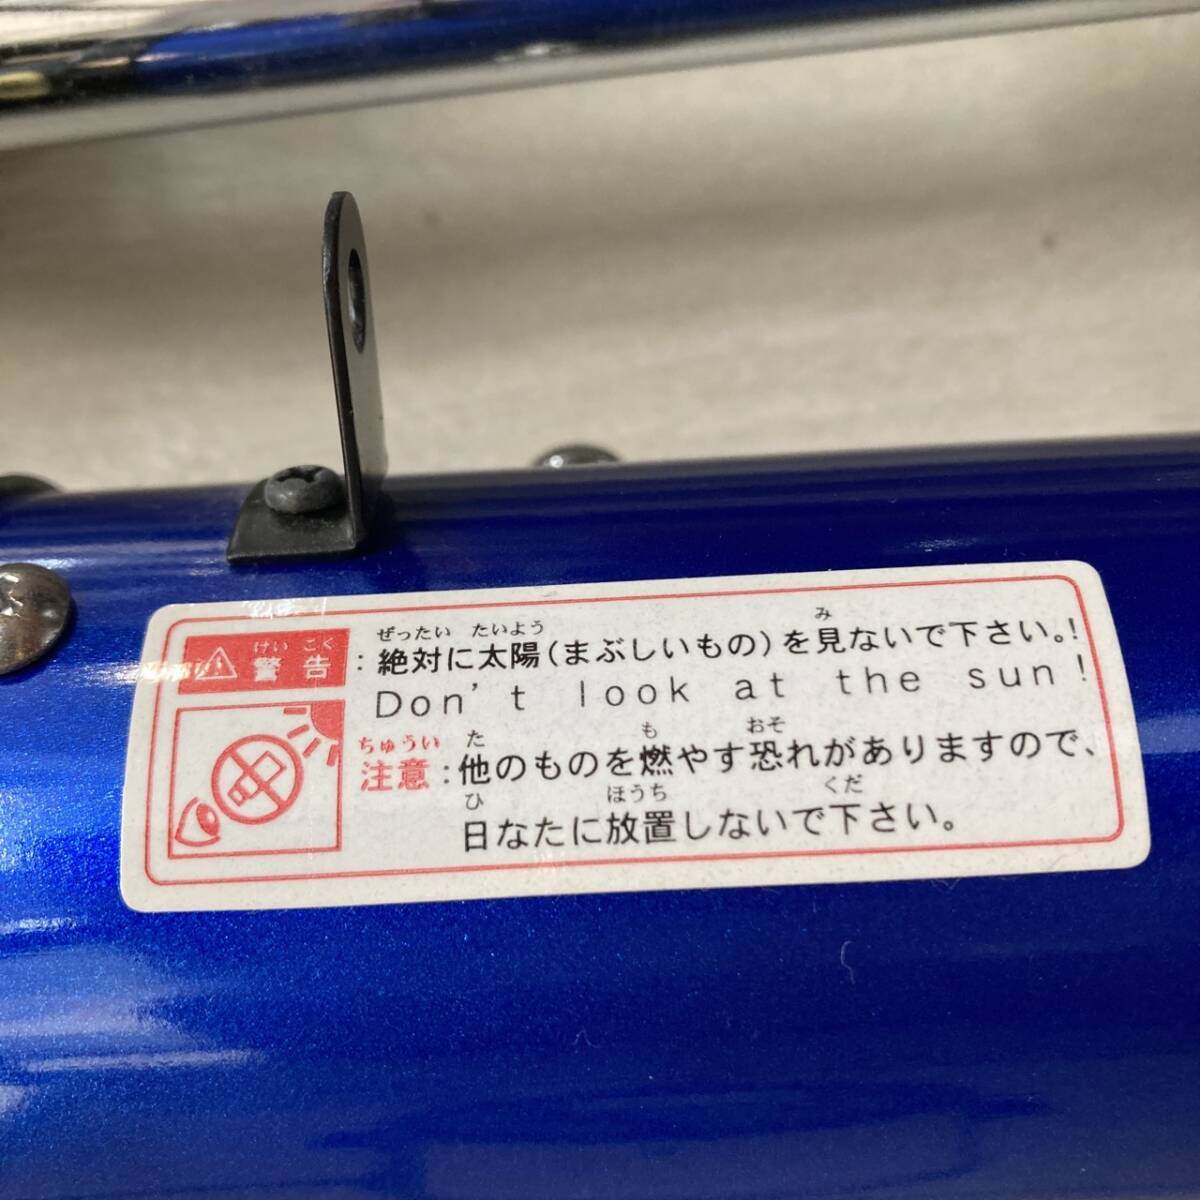 けいこく
警告
ぜったい たいよう み
:絶対に太陽(まぶしいもの)を見ないで下さい。!
Don't look at the sun!
ちゅうい た も おそ
注意:他のものを燃やす恐れがありますので、
ひ ほうち くだ
日なたに放置しないで下さい。